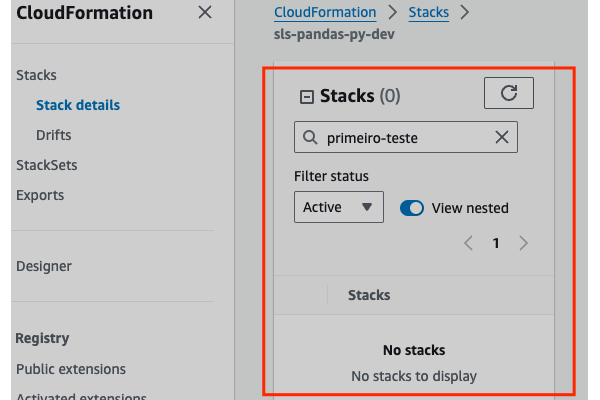 CloudFormation
Stacks
Stack details
Drifts
StackSets
Exports
Designer
Registry
Public extensions
Activated extensions
CloudFormation > Stacks >
sls-pandas-py-dev
Stacks (0)
primeiro-teste
Filter status
Active
View nested
1
Stacks
No stacks
No stacks to display